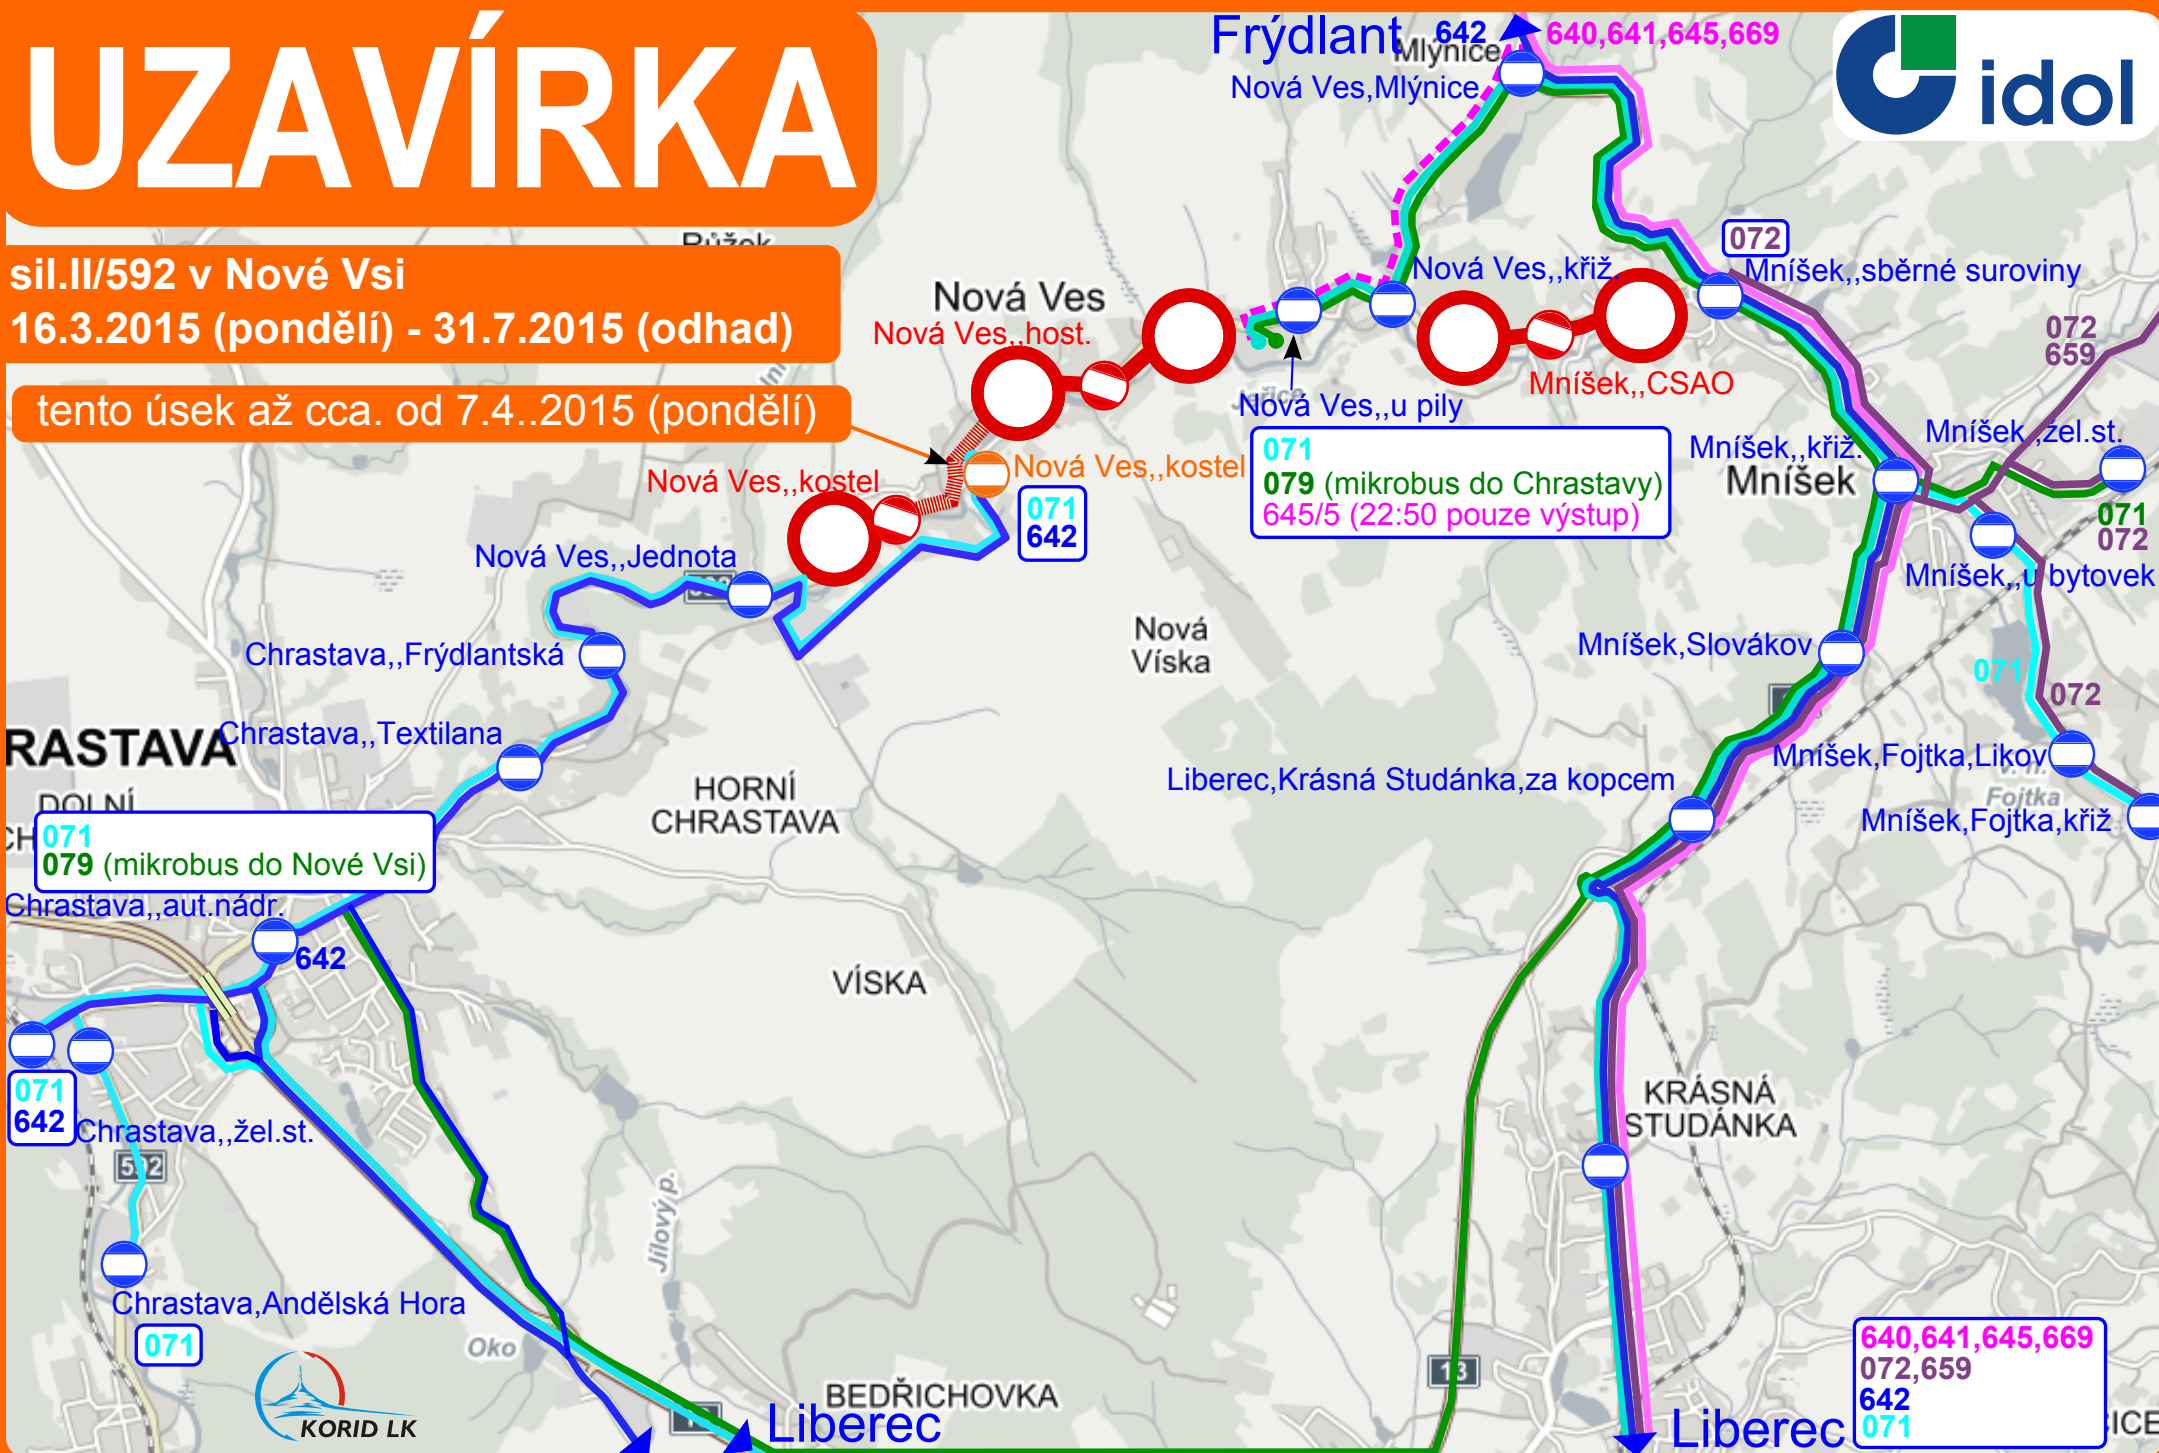 UZAVÍRKA
sil.II/592 v Nové Vsi
16.3.2015 (pondělí) - 31.7.2015 (odhad)
tento úsek až cca. od 7.4..2015 (pondělí)
Frýdlant
642
640,641,645,669
Mlýnice
Nová Ves,Mlýnice
idol
072
Mníšek,,sběrné suroviny
Nová Ves,,křiž.
Nová Ves
Nová Ves,,host.
072
659
Mníšek,,CSAO
Nová Ves,,u pily
071
079 (mikrobus do Chrastavy)
645/5 (22:50 pouze výstup)
Mníšek,,křiž.
Mníšek
Mníšek,,žel.st.
071
072
Mníšek,,u bytovek
Nová Ves,,kostel
Nová Ves,,kostel
071
642
Nová Ves,,Jednota
Nová
Víska
Chrastava,,Frýdlantská
Mníšek,Slovákov
071
072
RASTAVA
Chrastava,,Textilana
Mníšek,Fojtka,Likov
v. n.
Fojtka
Liberec,Krásná Studánka,za kopcem
Mníšek,Fojtka,křiž
HORNÍ
CHRASTAVA
DOLNÍ
CH
071
079 (mikrobus do Nové Vsi)
Chrastava,,aut.nádr.
642
VÍSKA
071
642
Chrastava,,žel.st.
592
KRÁSNÁ
STUDÁNKA
Jílový p.
Chrastava,Andělská Hora
071
Oko
KORID LK
BEDŘICHOVKA
Liberec
13
Liberec
640,641,645,669
072,659
642
071
ICE